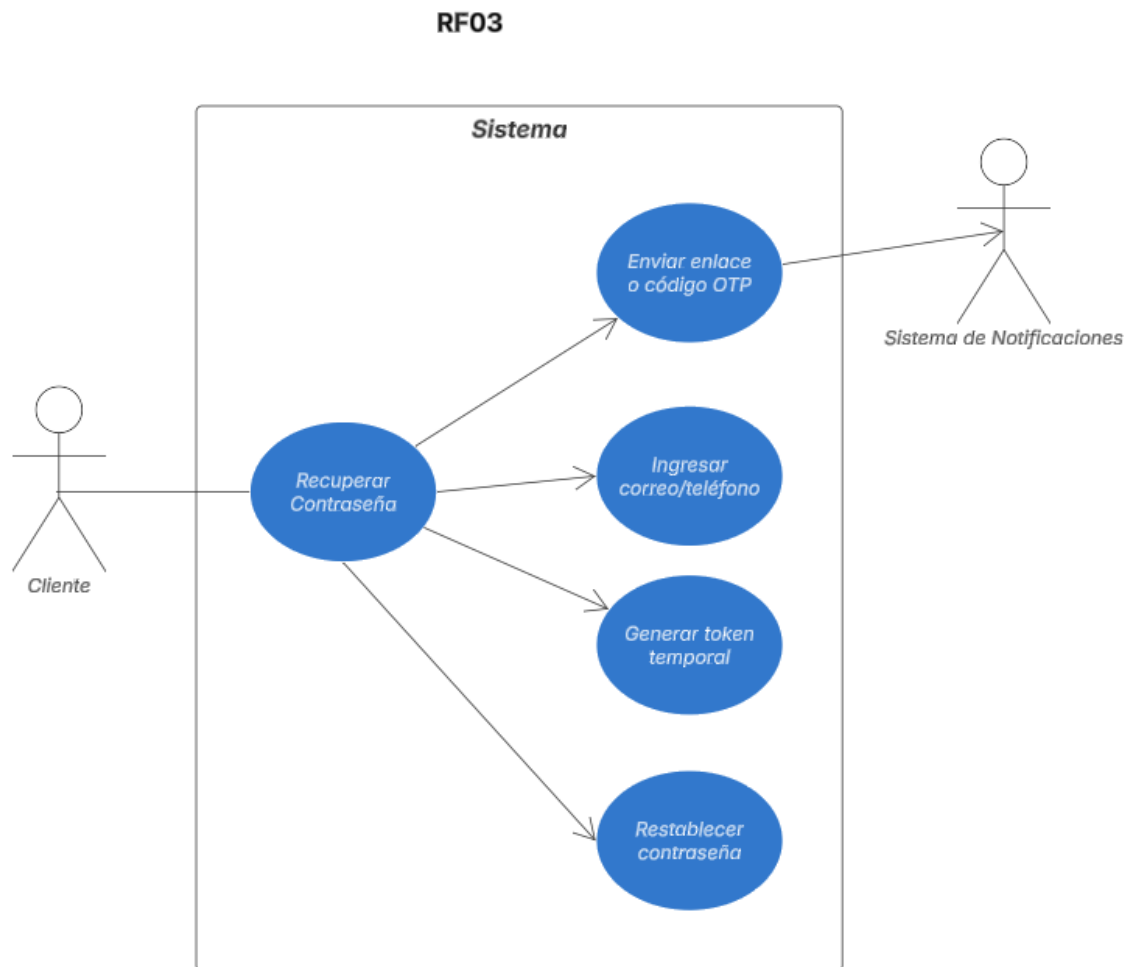 RF03
Sistema
Enviar enlace
o código OTP
Sistema de Notificaciones
Recuperar
Contraseña
Ingresar
correo/teléfono
Cliente
Generar token
temporal
Restablecer
contraseña